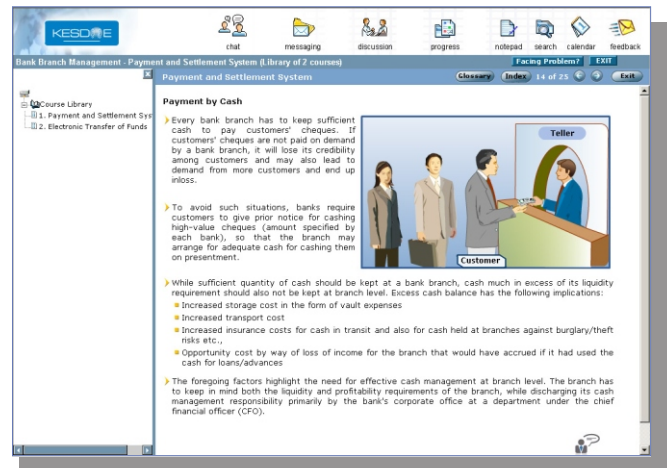 KESDEE
chat
messaging
discussion
progress
notepad
search
calendar
feedback
Bank Branch Management - Payment and Settlement System (Library of 2 courses)
Facing Problem?
EXIT
Payment and Settlement System
Glossary
Index
14 of 25
Exit
Course Library
1. Payment and Settlement Sys
2. Electronic Transfer of Funds
Payment by Cash
Every bank branch has to keep sufficient
cash to pay customers' cheques. If
customers' cheques are not paid on demand
by a bank branch, it will lose its credibility
among customers and may also lead to
demand from more customers and end up
inloss.
To avoid such situations, banks require
customers to give prior notice for cashing
high-value cheques (amount specified by
each bank), so that the branch may
arrange for adequate cash for cashing them
on presentment.
Teller
Customer
While sufficient quantity of cash should be kept at a bank branch, cash much in excess of its liquidity
requirement should also not be kept at branch level. Excess cash balance has the following implications:
Increased storage cost in the form of vault expenses
Increased transport cost
Increased insurance costs for cash in transit and also for cash held at branches against burglary/theft
risks etc.,
Opportunity cost by way of loss of income for the branch that would have accrued if it had used the
cash for loans/advances
The foregoing factors highlight the need for effective cash management at branch level. The branch has
to keep in mind both the liquidity and profitability requirements of the branch, while discharging its cash
management responsibility primarily by the bank's corporate office at a department under the chief
financial officer (CFO).